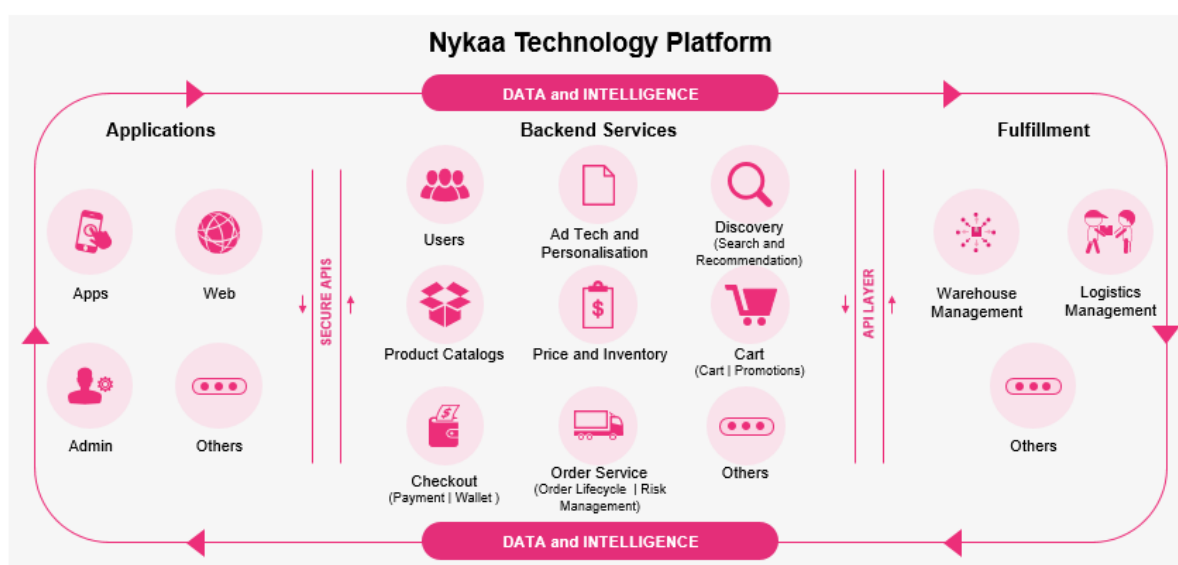 Nykaa Technology Platform
DATA and INTELLIGENCE
Applications
Backend Services
Fulfillment
Apps
Web
Admin
Others
SECURE APIS
Users
Ad Tech and
Personalisation
Discovery
(Search and
Recommendation)
Product Catalogs
Price and Inventory
Cart
(Cart | Promotions)
Checkout
(Payment | Wallet )
Order Service
(Order Lifecycle | Risk
Management)
Others
API LAYER
Warehouse
Management
Logistics
Management
Others
DATA and INTELLIGENCE